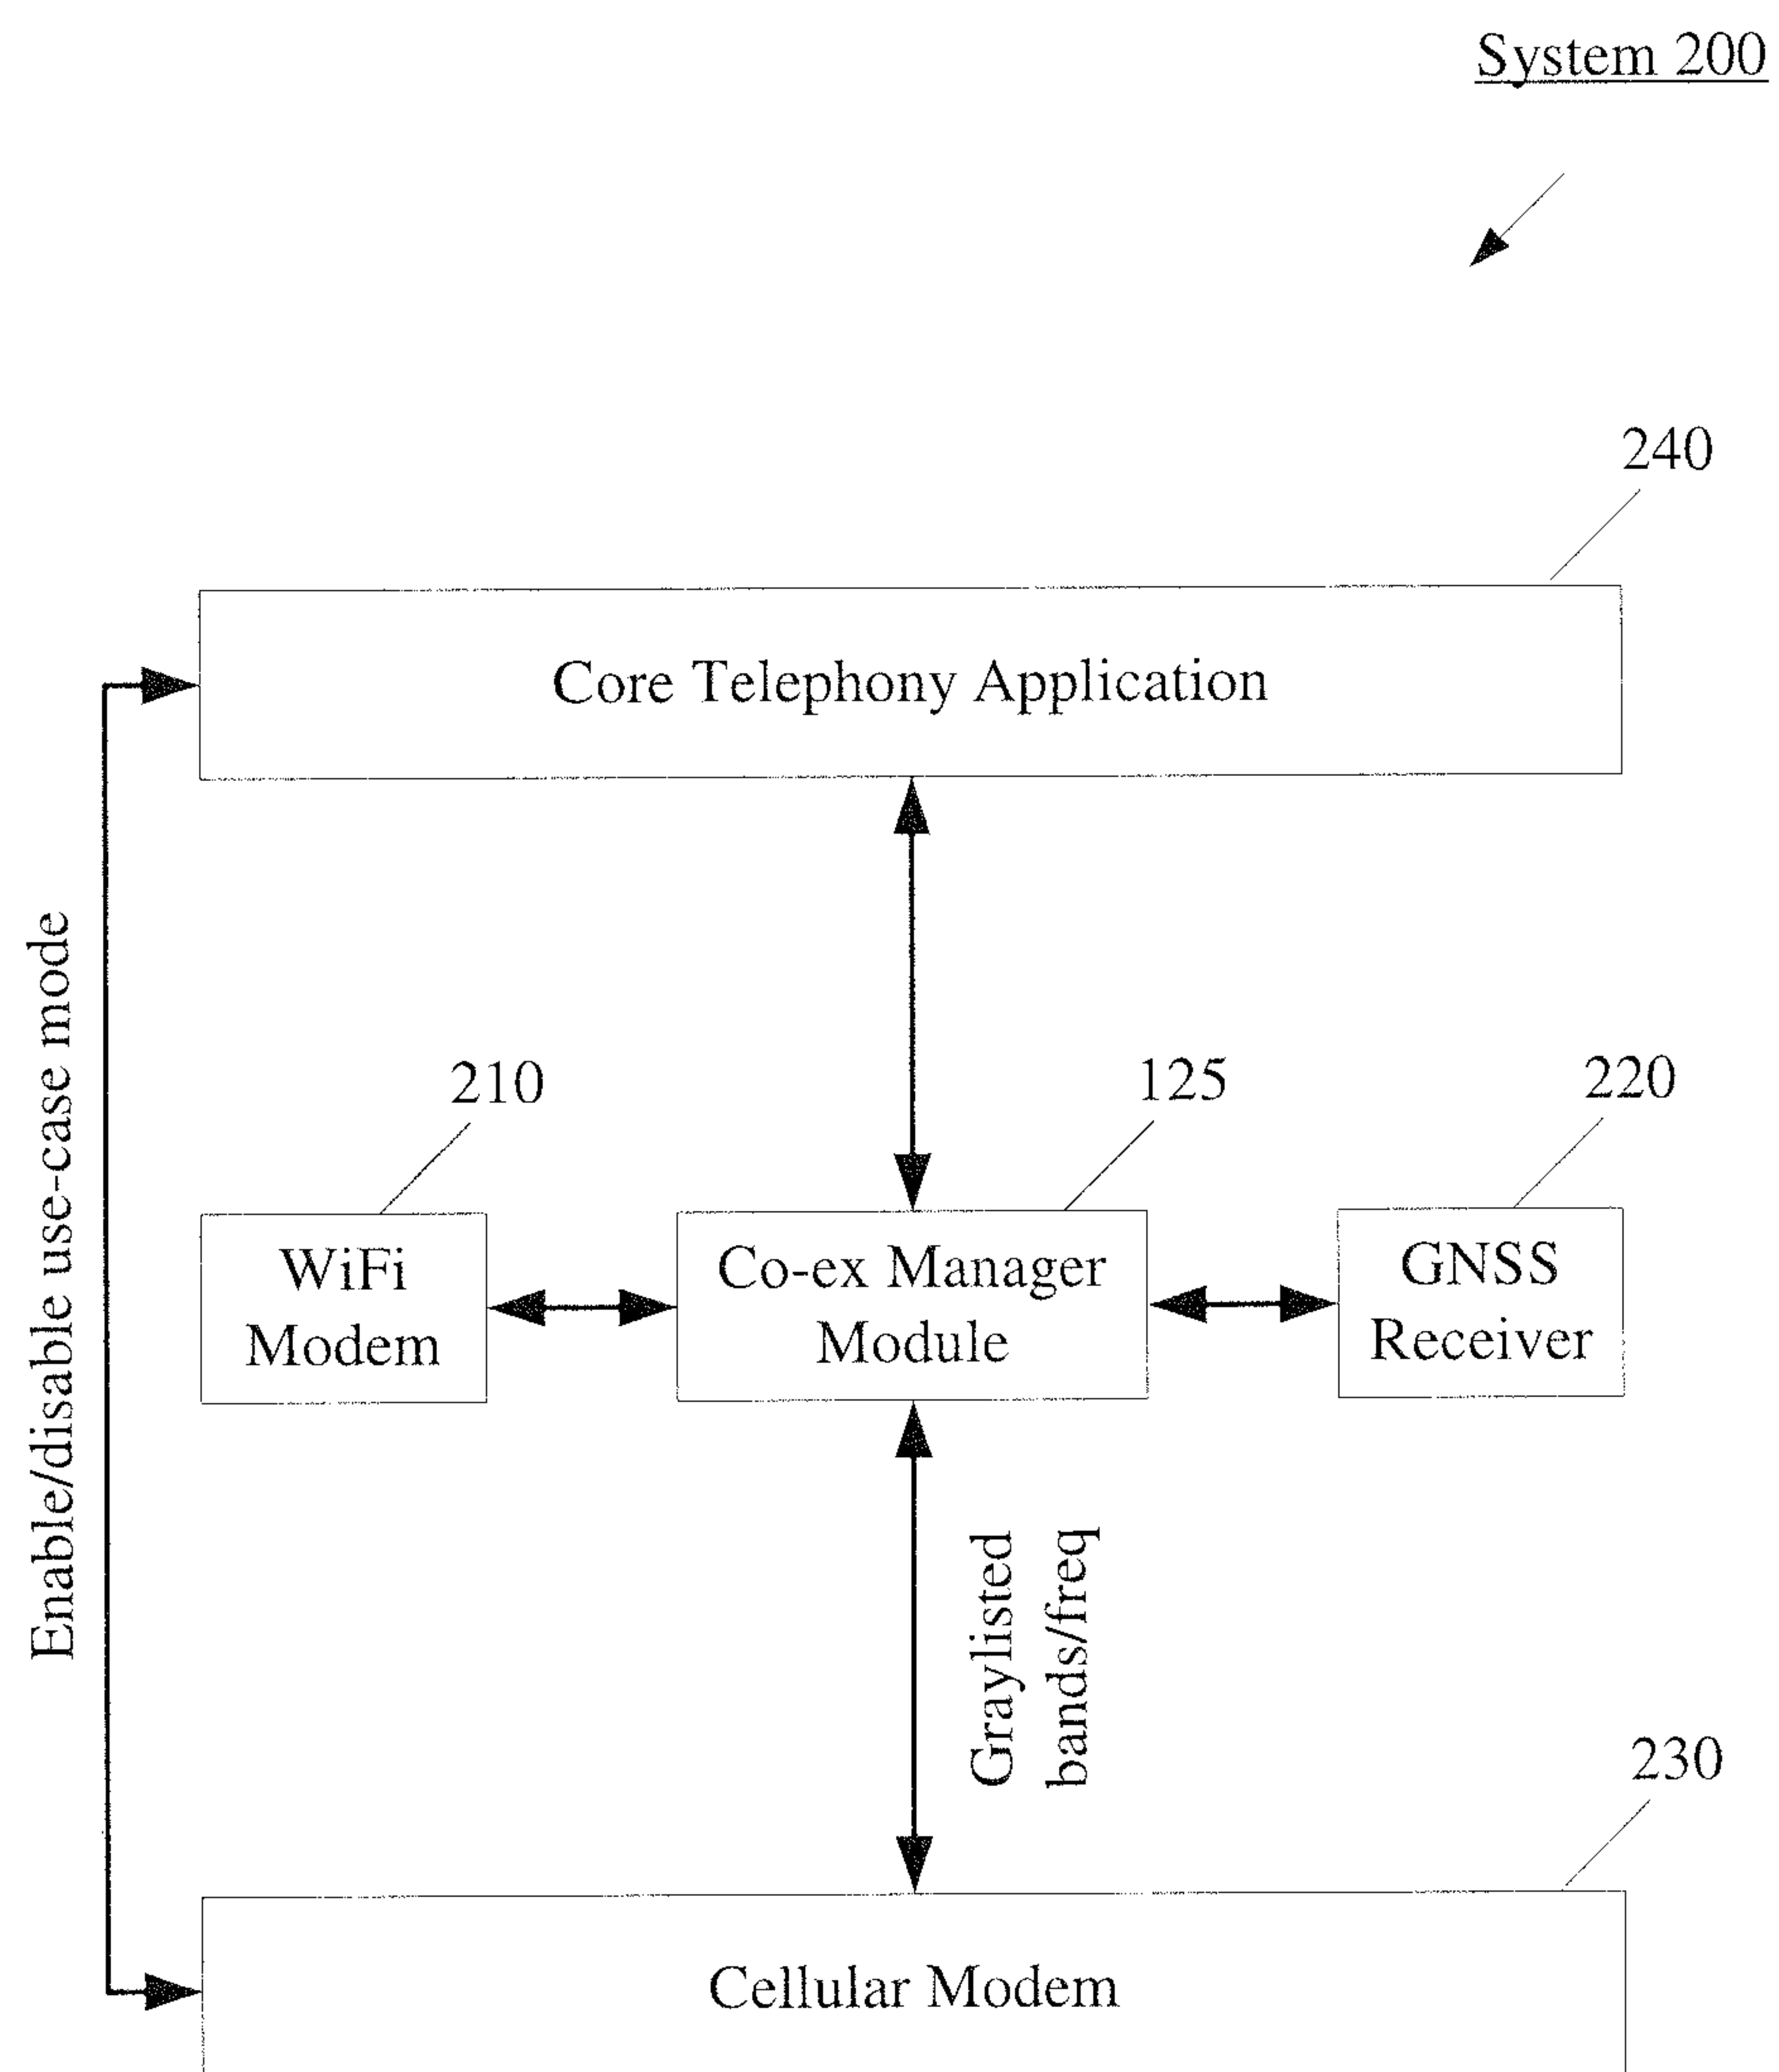 System 200
240
Core Telephony Application
Enable/disable use-case mode
210
125
220
WiFi
Modem
Co-ex Manager
Module
GNSS
Receiver
Graylisted
bands/freq
230
Cellular Modem